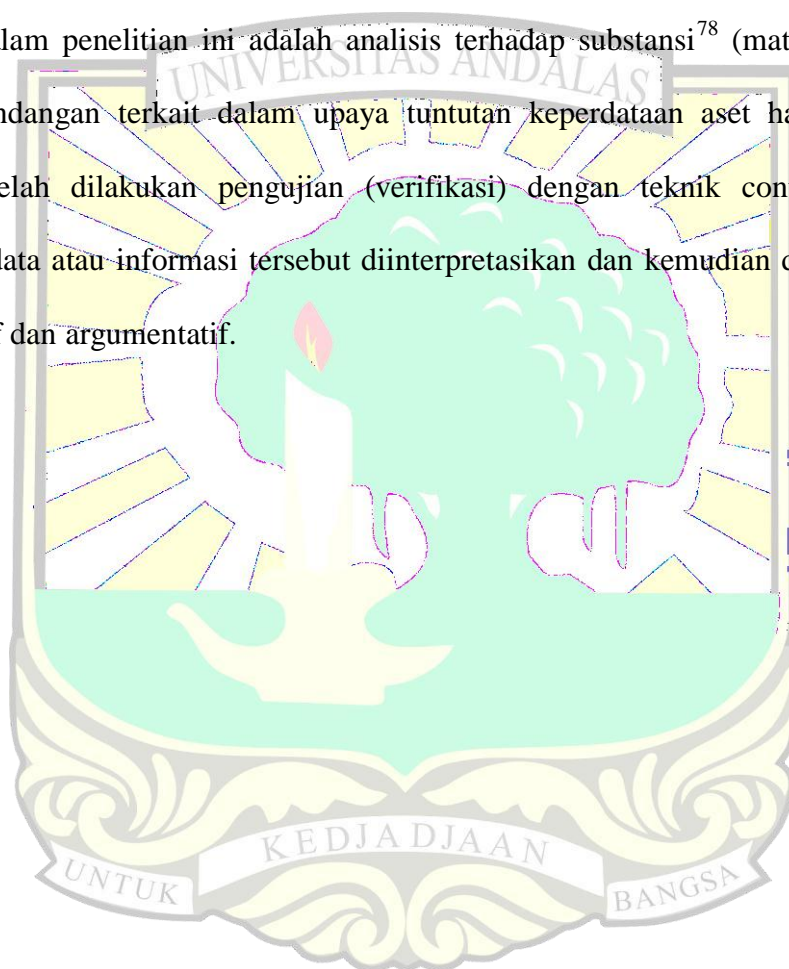 lam penelitian ini adalah analisis terhadap substansi⁷⁸ (mat
UNIVERSITAS ANDALAS
ndangan terkait dalam upaya tuntutan keperdataan aset ha
elah dilakukan pengujian (verifikasi) dengan teknik con
data atau informasi tersebut diinterpretasikan dan kemudian d
f dan argumentatif.
KEDJADJAAN
UNTUK
BANGSA